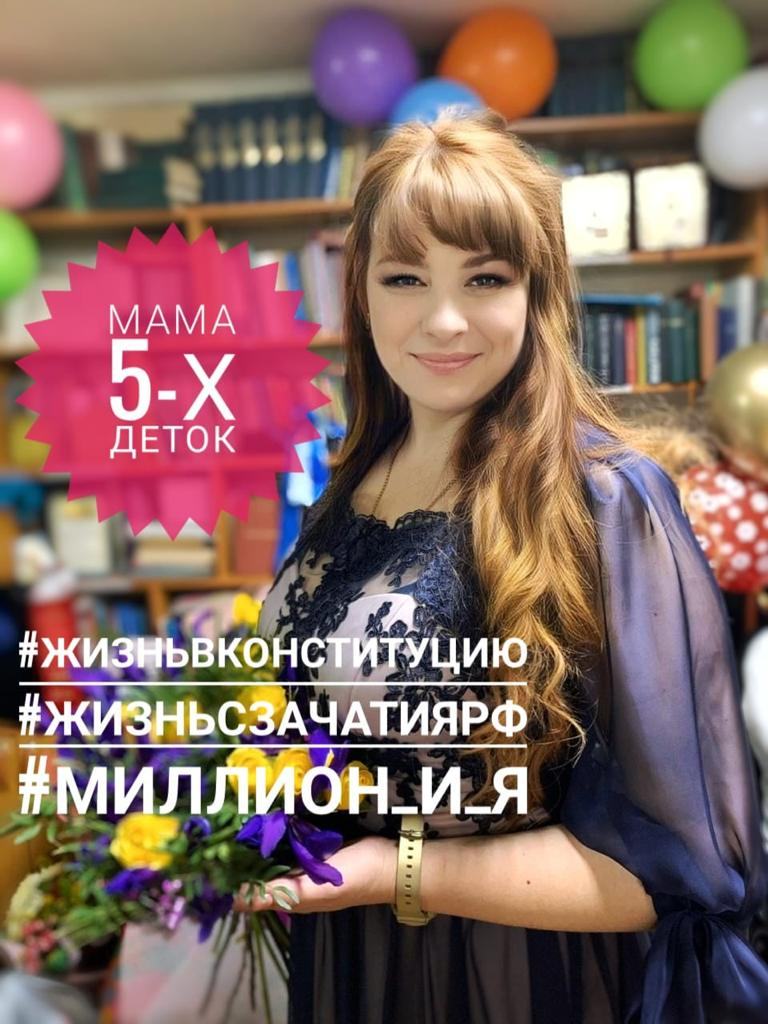 МАМА
5-Х
ДЕТОК
#ЖИЗНЬВКОНСТИТУЦИЮ
#ЖИЗНЬСЗАЧАТИЯРФ
#МИЛЛИОН_И_Я